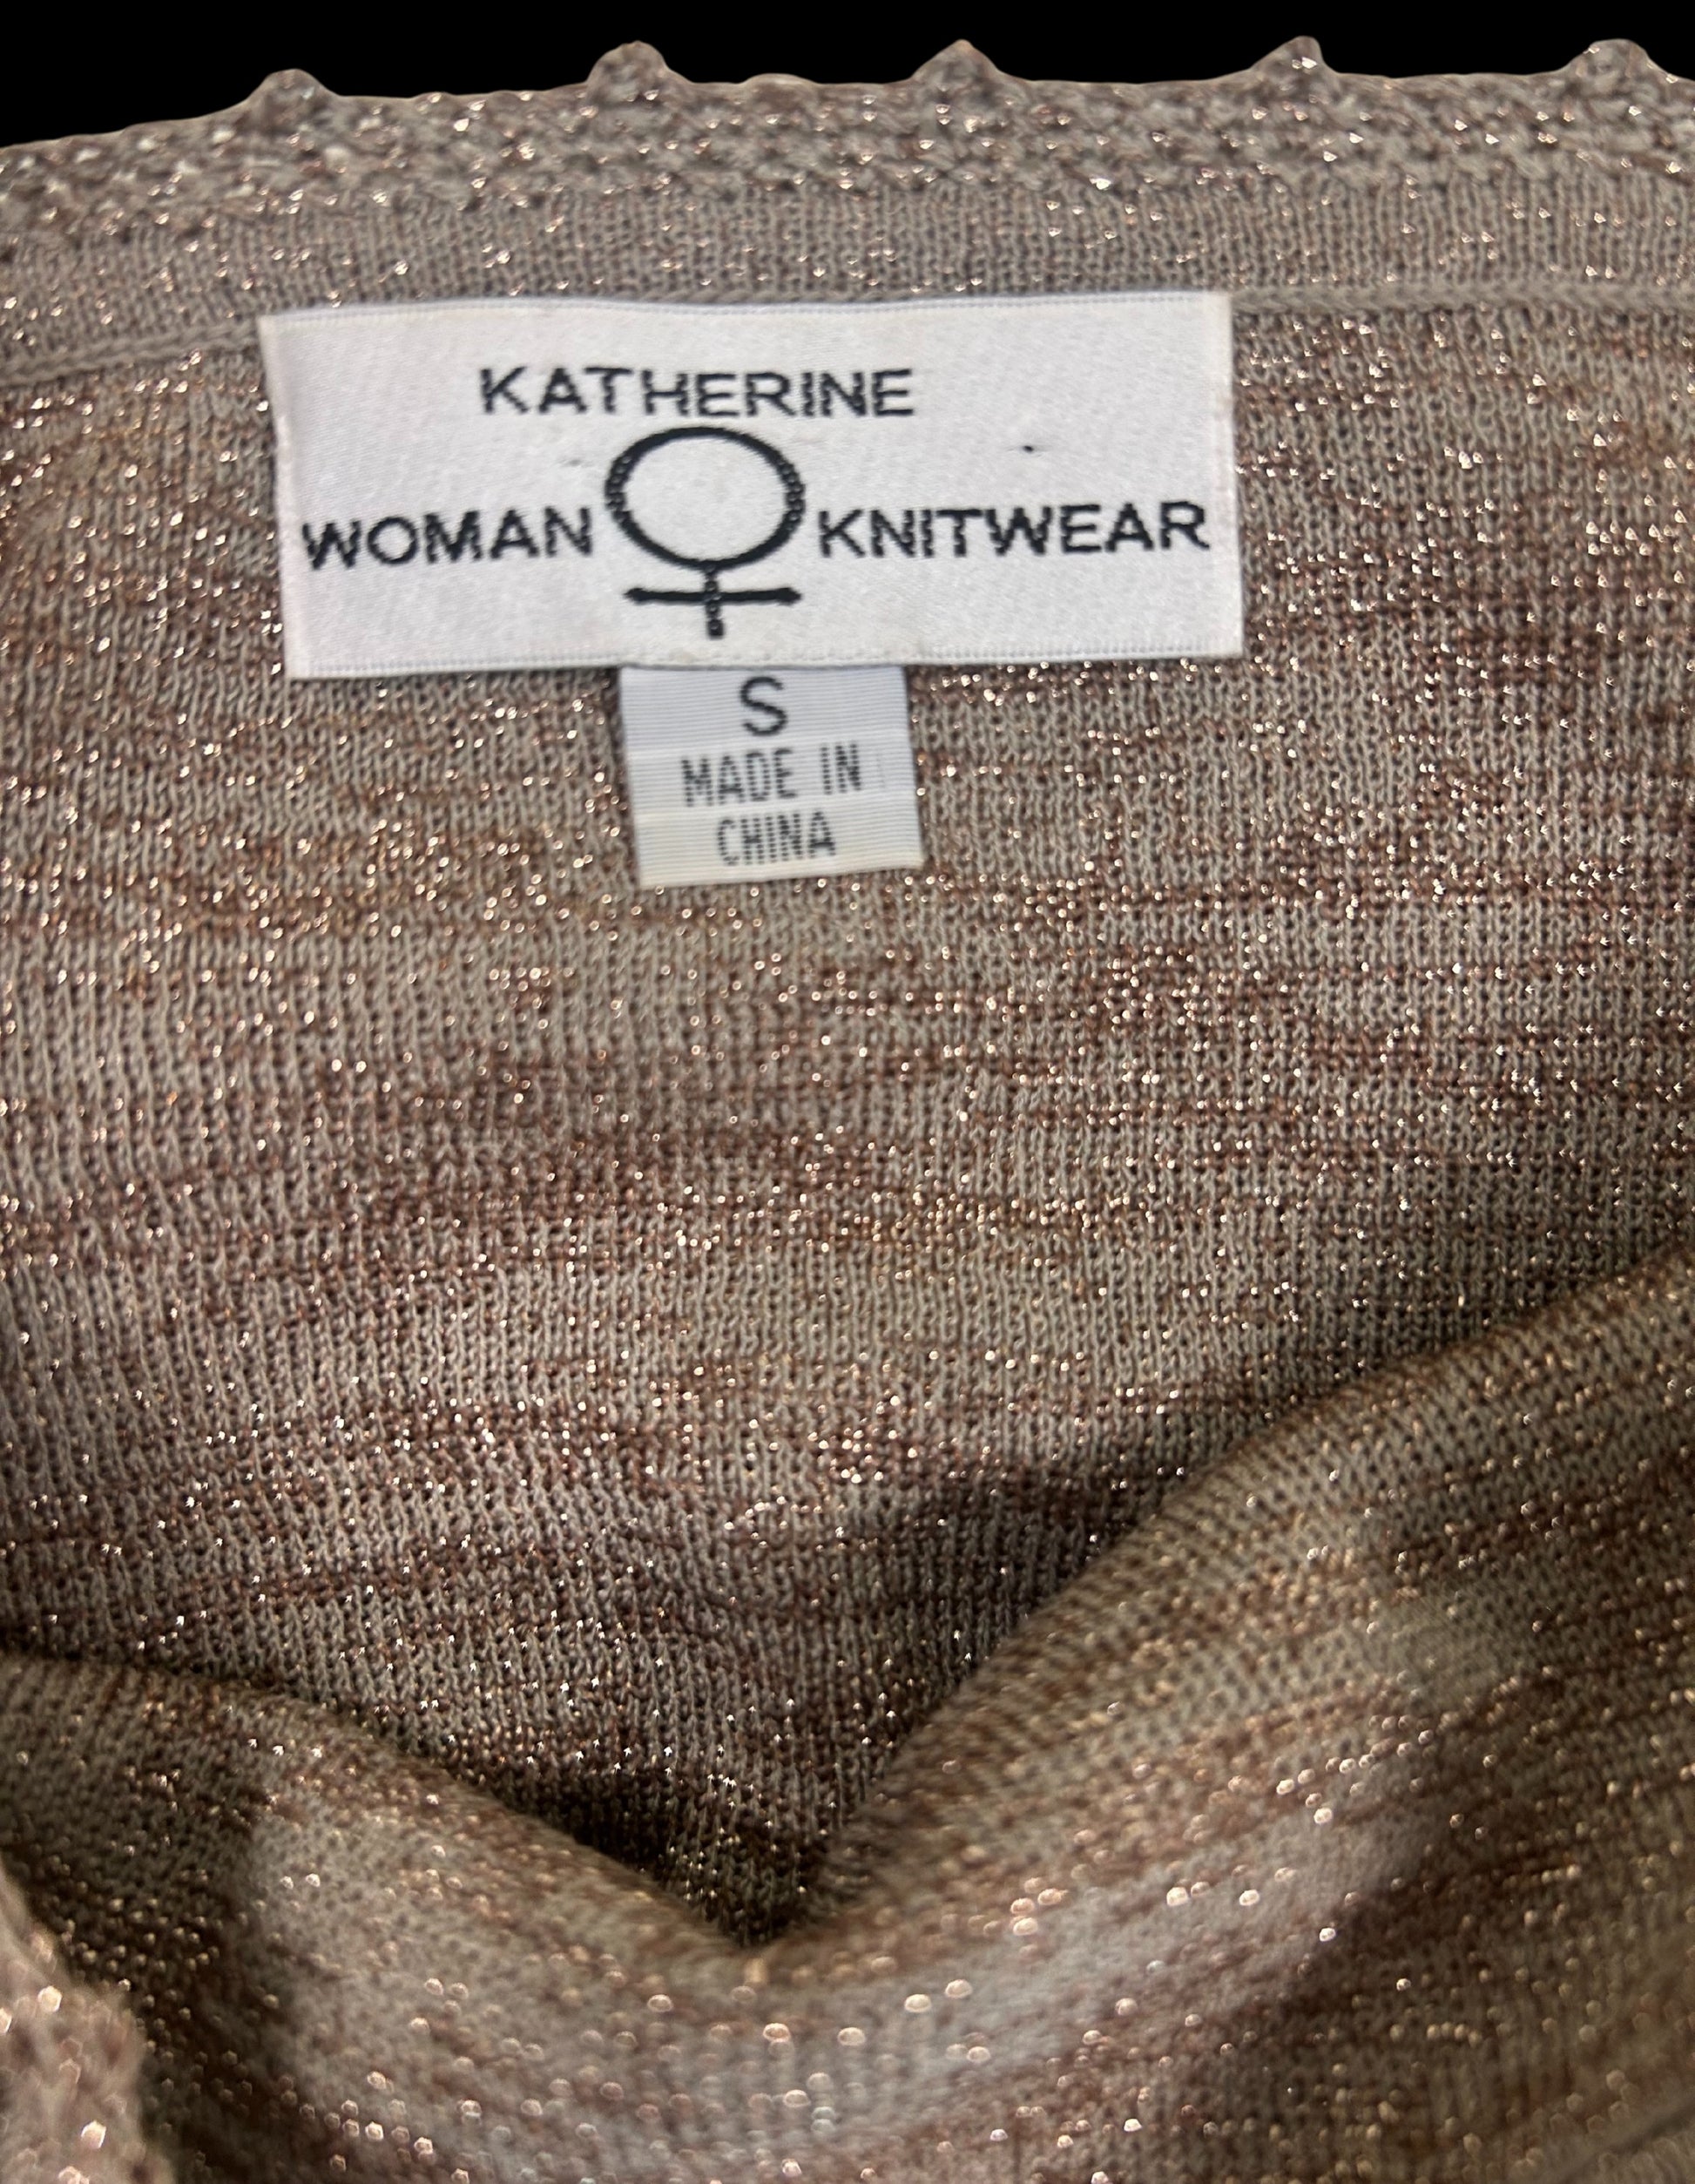 KATHERINE
WOMAN KNITWEAR
S
MADE IN
CHINA